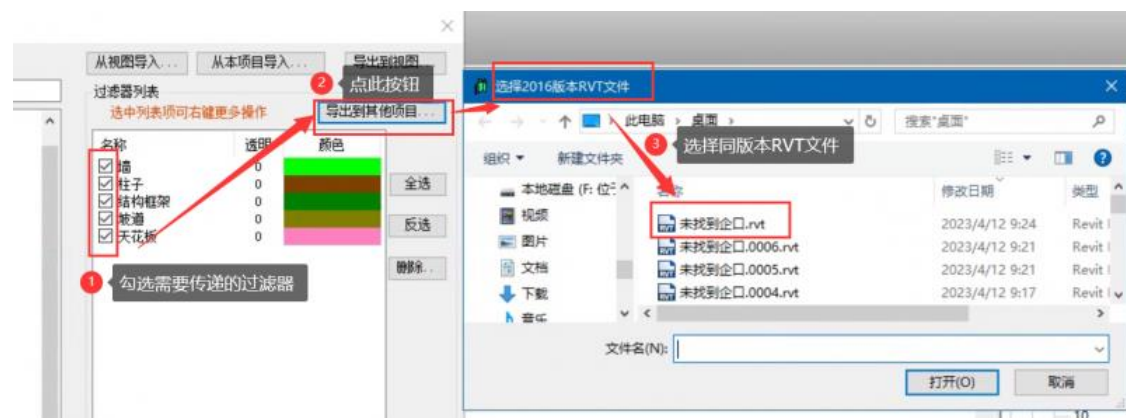 从视图导入...
从本项目导入...
导出到视图
过滤器列表
2 点此按钮
选中列表项可右键更多操作
导出到其他项目...
名称 透明 颜色
墙 0
柱子 0
结构框架 0
坡道 0
天花板 0
全选
反选
删除...
1 勾选需要传递的过滤器
选择2016版本RVT文件
此电脑 > 桌面 >
搜索"桌面"
3 选择同版本RVT文件
组织 新建文件夹
名称 修改日期 类型
本地磁盘 (F: 位
视频
图片
文档
下载
音乐
未找到企口.rvt 2023/4/12 9:24 Revit
未找到企口.0006.rvt 2023/4/12 9:21 Revit
未找到企口.0005.rvt 2023/4/12 9:21 Revit
未找到企口.0004.rvt 2023/4/12 9:17 Revit
文件名(N):
打开(O) 取消
10